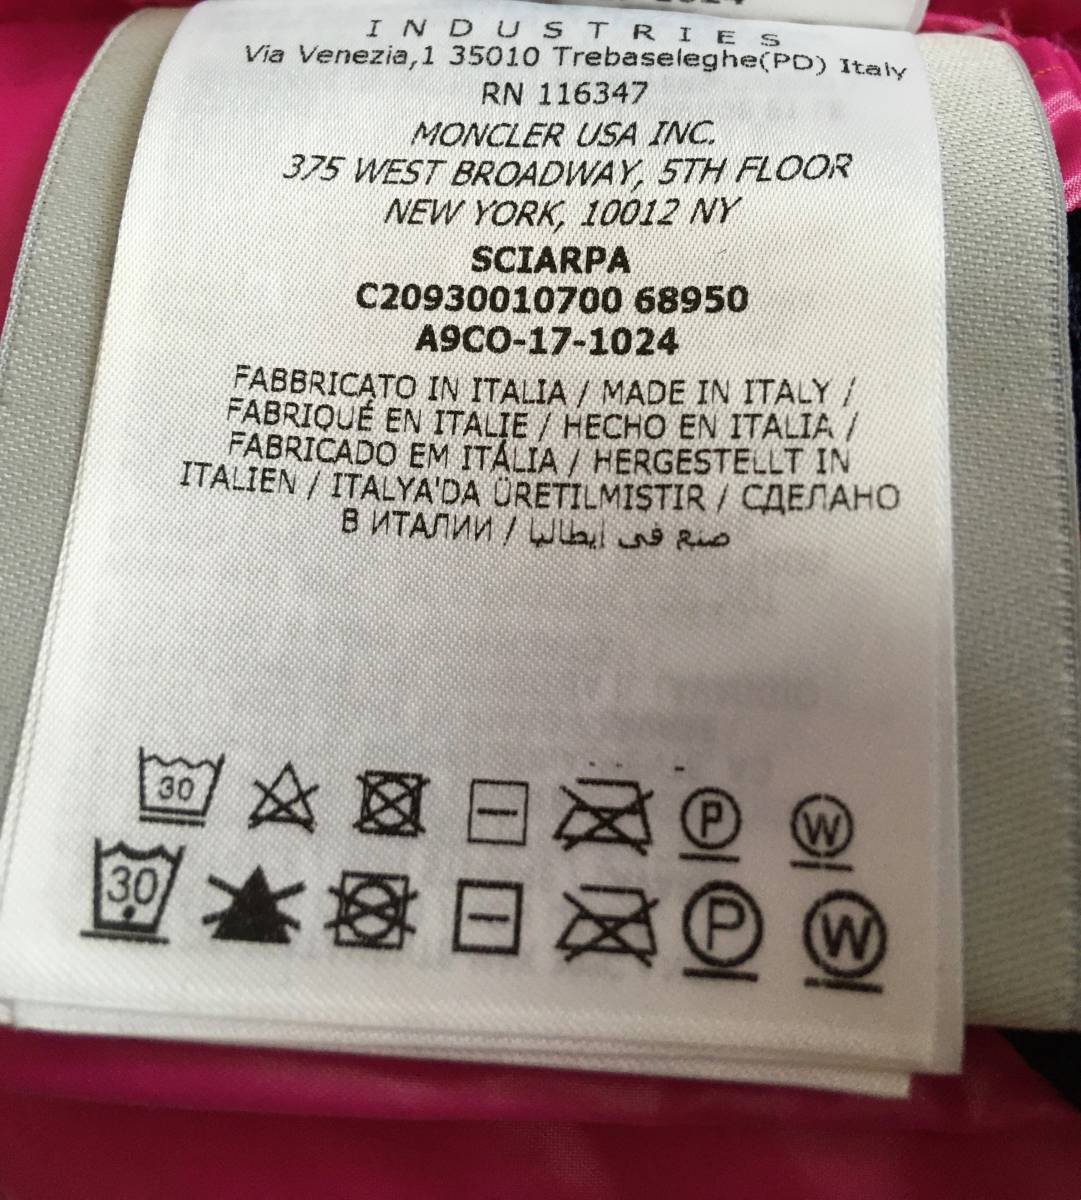 INDUSTRIES
Via Venezia,1 35010 Trebaseleghe(PD) Italy
RN 116347
MONCLER USA INC.
375 WEST BROADWAY, 5TH FLOOR
NEW YORK, 10012 NY
SCIARPA
C20930010700 68950
A9CO-17-1024
FABBRICATO IN ITALIA / MADE IN ITALY /
FABRIQUÉ EN ITALIE / HECHO EN ITALIA /
FABRICADO EM ITÁLIA / HERGESTELLT IN
ITALIEN / ITALYA'DA ÜRETILMISTIR / СДЕЛАНО
В ИТАЛИИ / صنع في ايطاليا
30 P W
30 P W